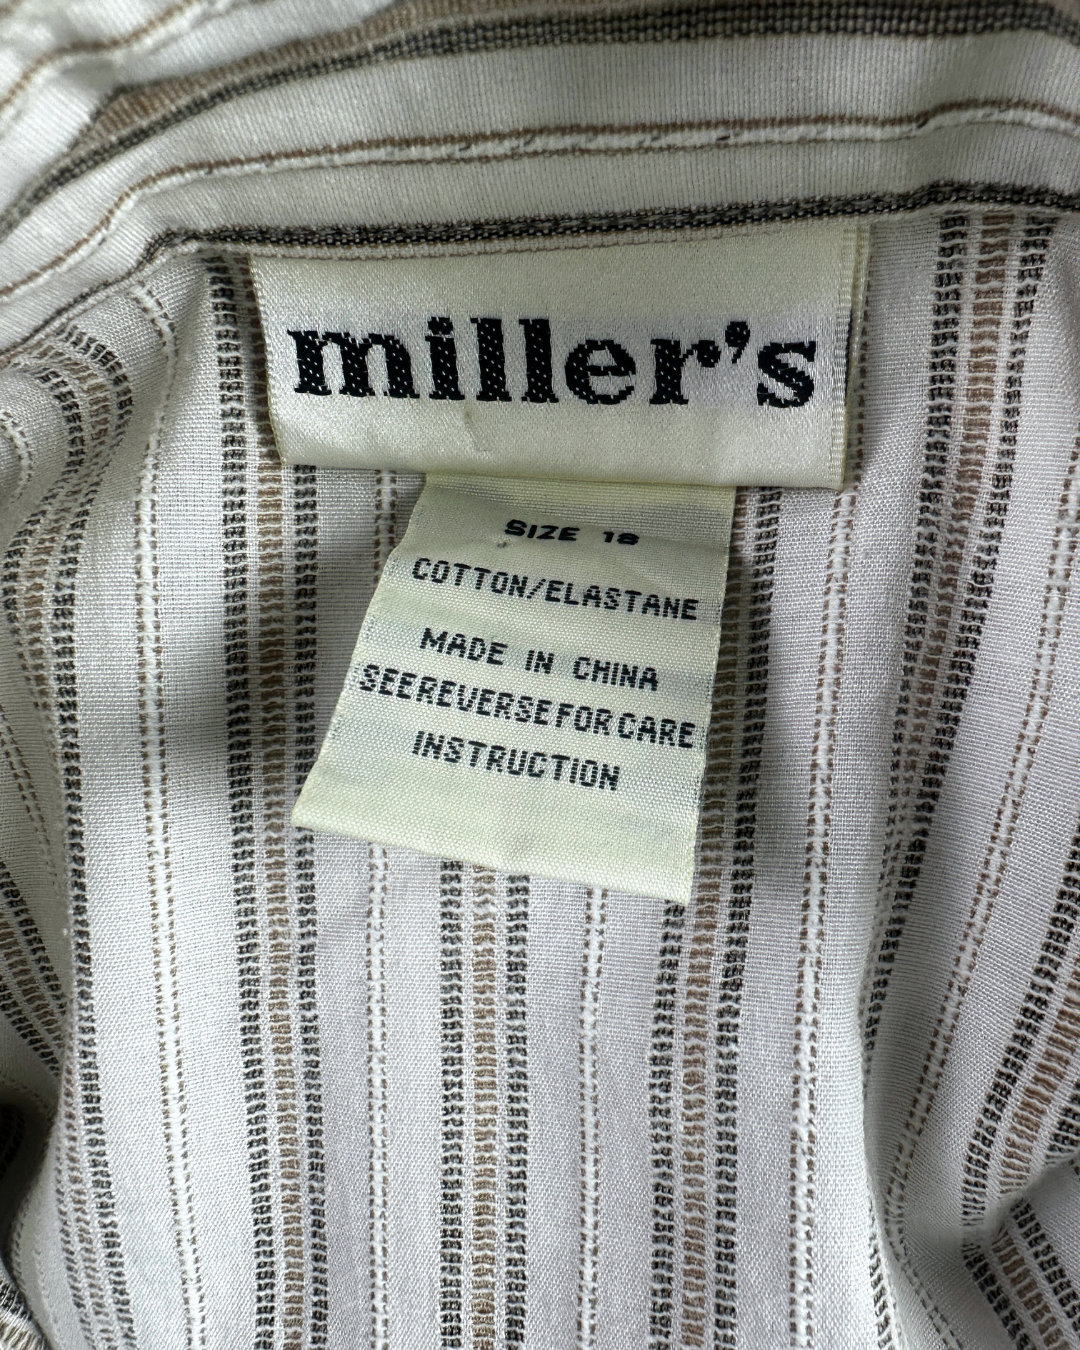 miller's
SIZE 18
COTTON/ELASTANE
MADE IN CHINA
SEEREVERSEFORCARE
INSTRUCTION